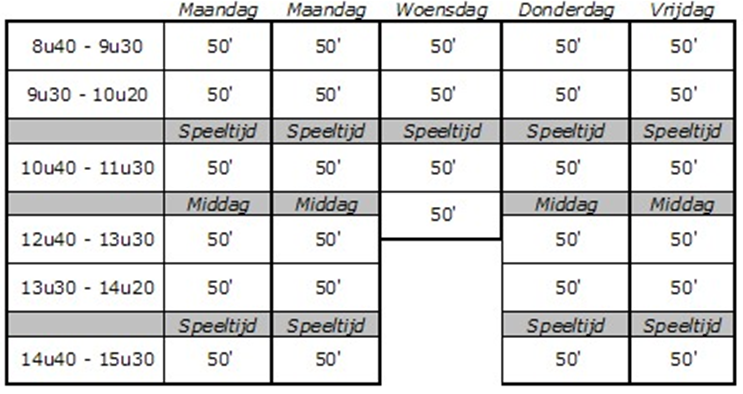 Maandag Maandag Woensdag Donderdag Vrijdag
8u40 - 9u30 50' 50' 50' 50' 50'
9u30 - 10u20 50' 50' 50' 50' 50'
Speeltijd Speeltijd Speeltijd Speeltijd Speeltijd
10u40 - 11u30 50' 50' 50' 50' 50'
Middag Middag 50' Middag Middag
12u40 - 13u30 50' 50' 50' 50'
13u30 - 14u20 50' 50' 50' 50'
Speeltijd Speeltijd Speeltijd Speeltijd
14u40 - 15u30 50' 50' 50' 50'